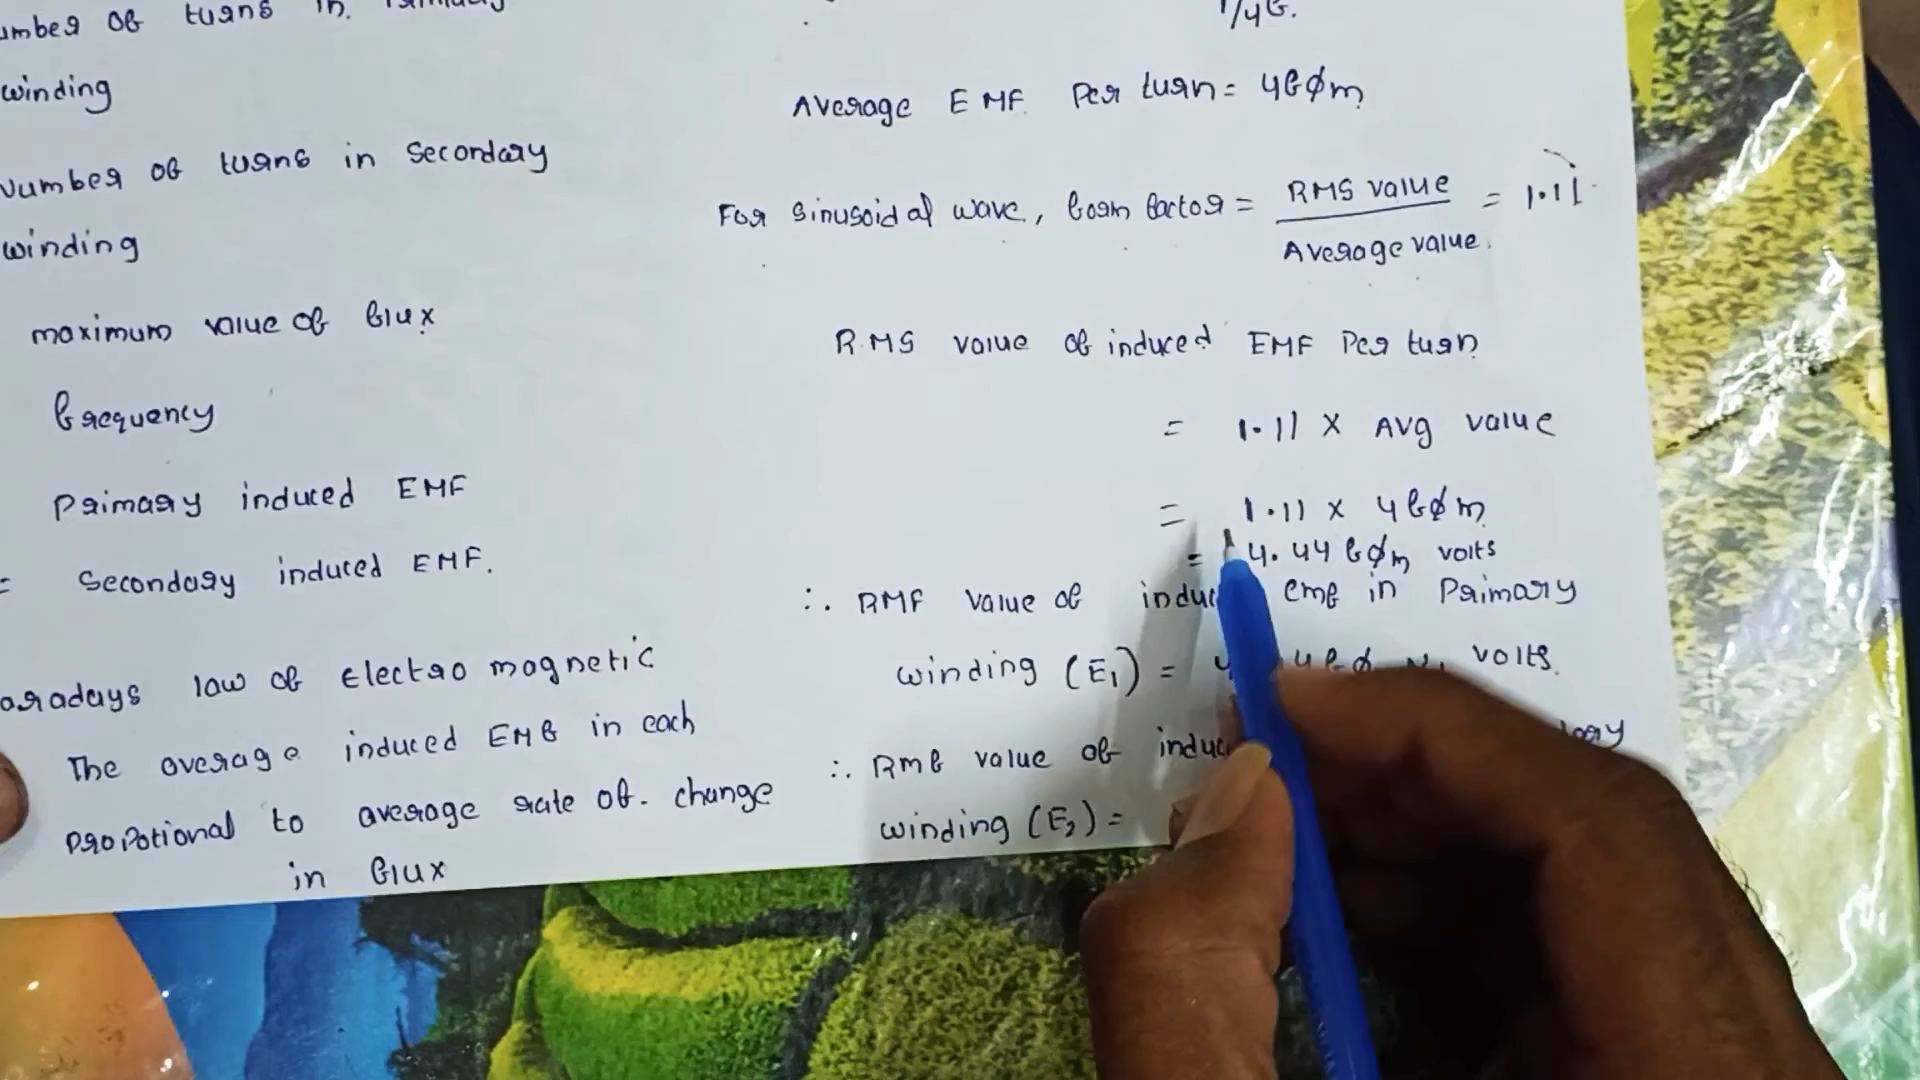 of turns in
winding
Number of turns in Secondary
winding
maximum value of flux
frequency
Primary induced EMF
= Secondary induced EMF.
aradays law of Electro magnetic
The average induced EMf in each
propotional to average rate of change
in flux
1/4f.
Average EMF Per turn = 4fϕm
For sinusoidal wave, form factor = RMS value / Average value = 1.11
RMS value of induced EMF Per turn
= 1.11 x Avg value
= 1.11 x 4fϕm
= 4.44 fϕm volts
∴ RMF value of induc emf in Primary
winding (E₁) = volts.
∴ Rmf value of induc
winding (E₂) =